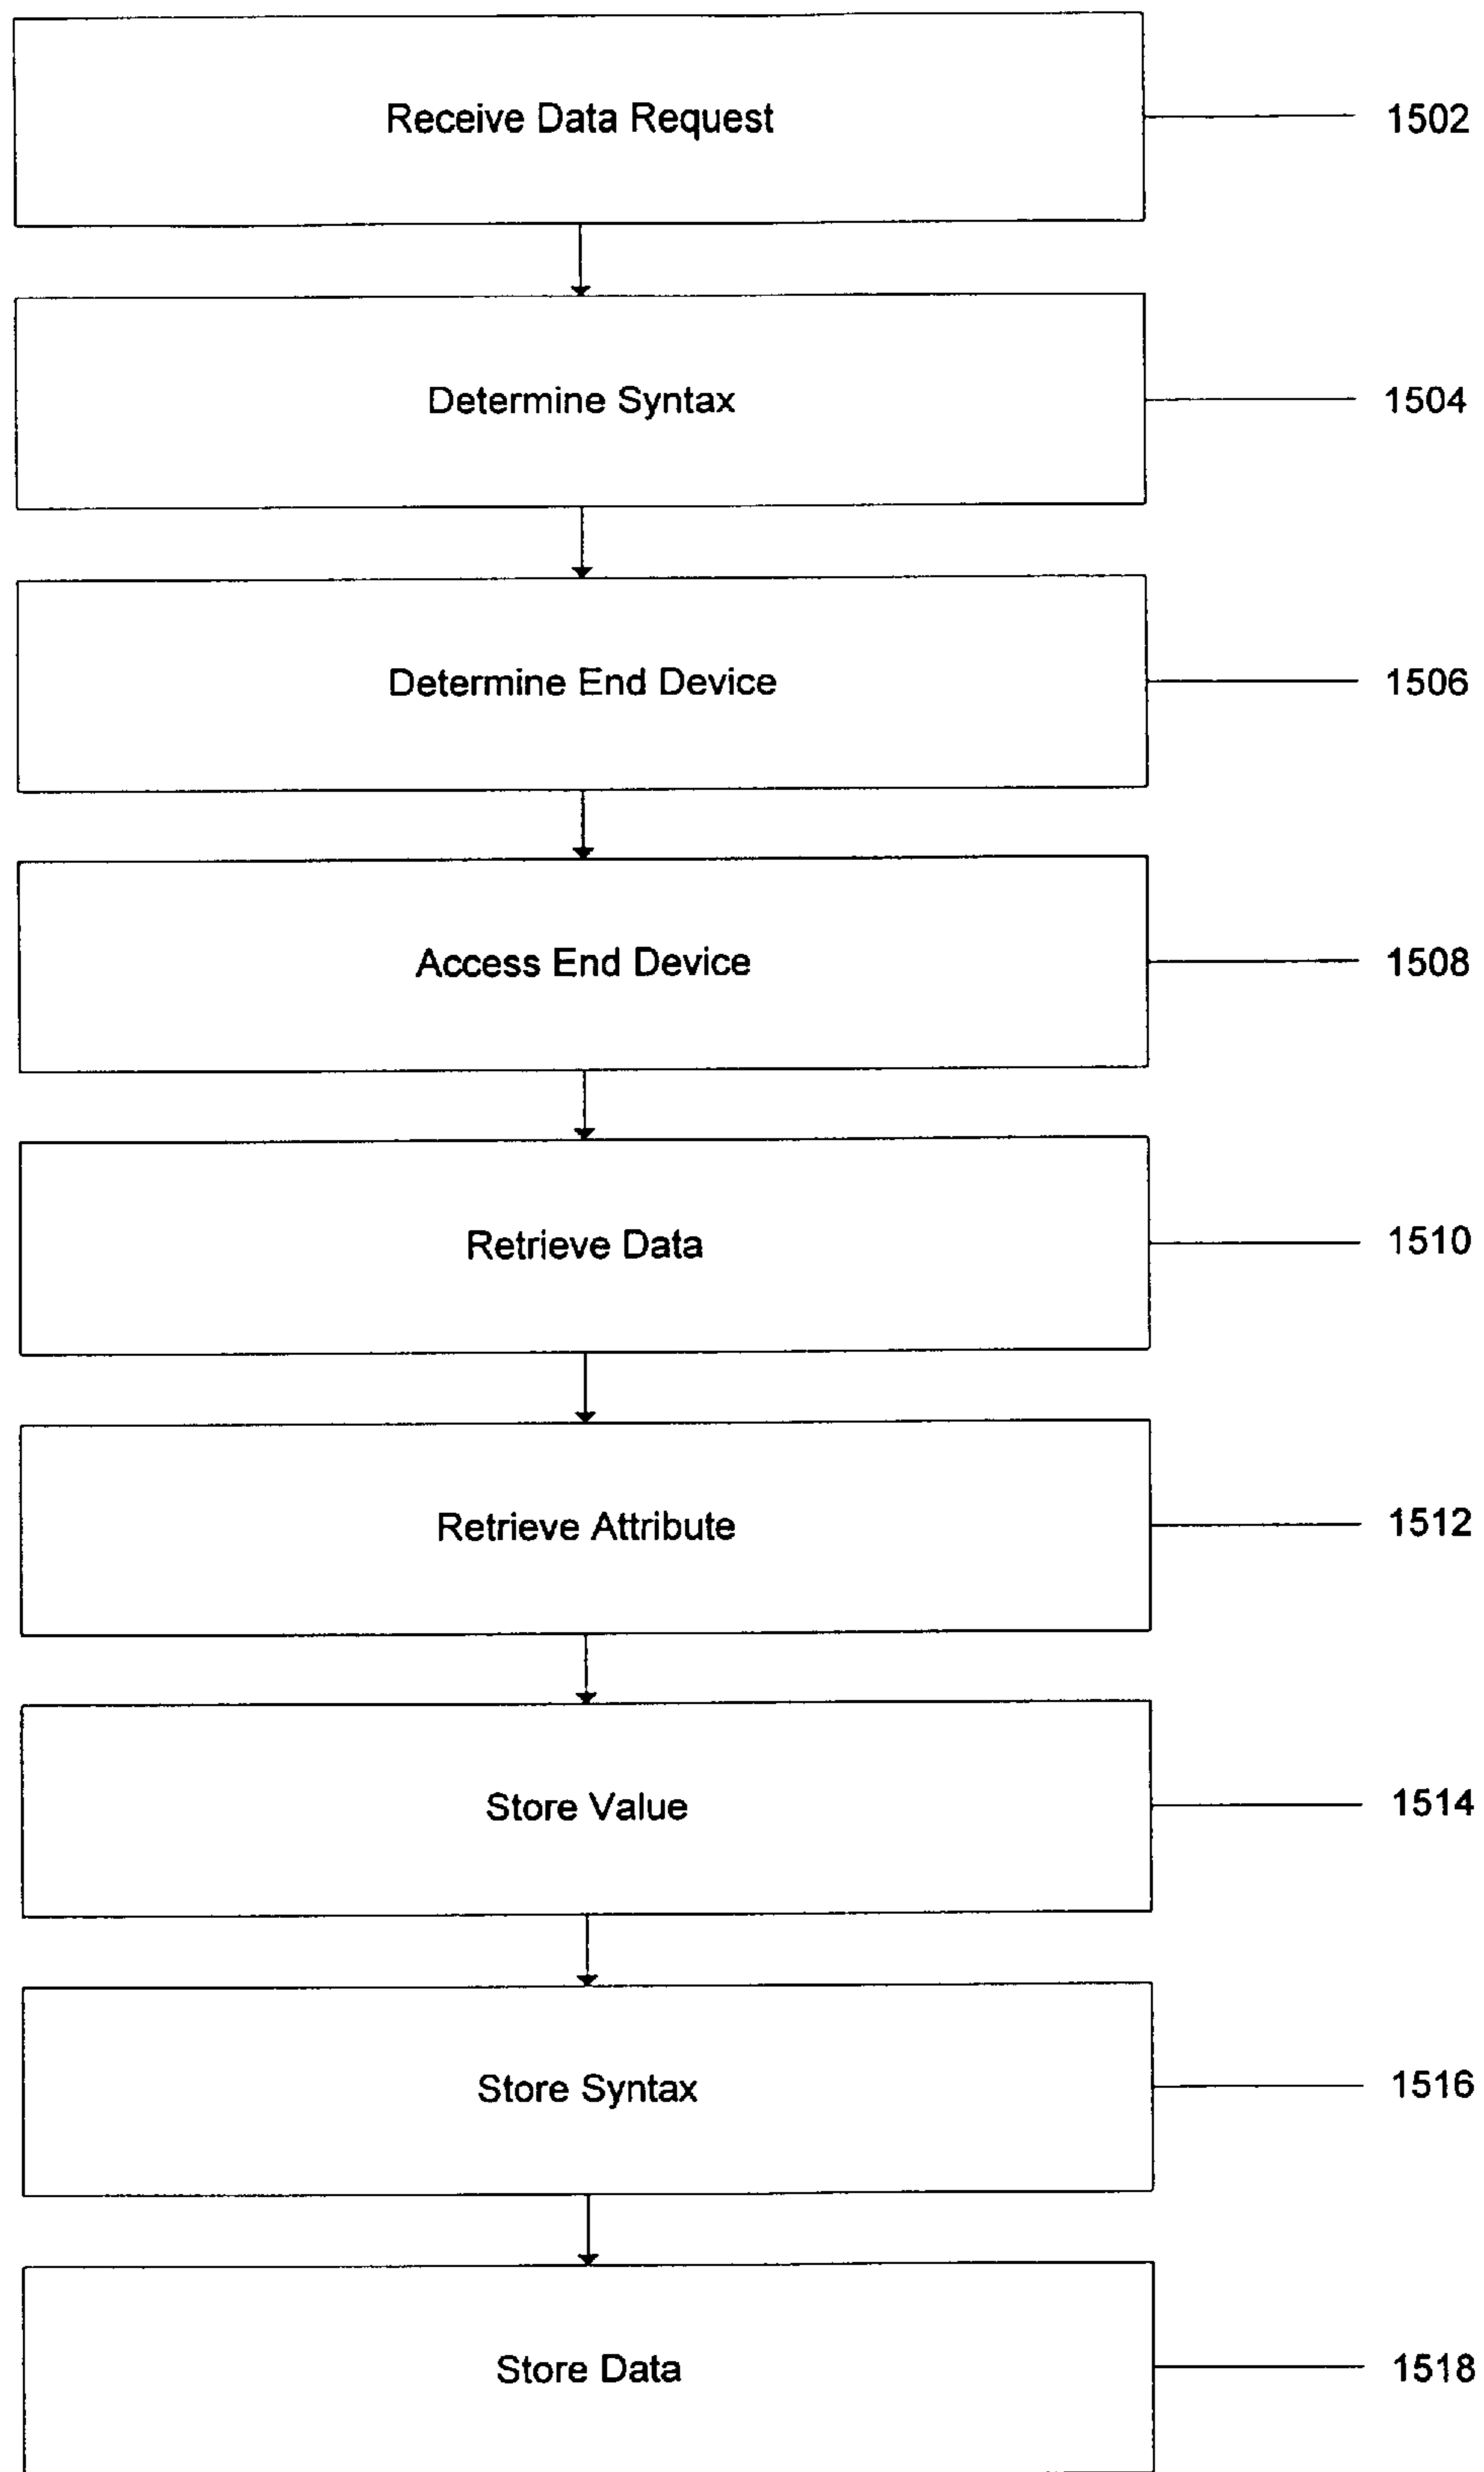 Receive Data Request 1502
Determine Syntax 1504
Determine End Device 1506
Access End Device 1508
Retrieve Data 1510
Retrieve Attribute 1512
Store Value 1514
Store Syntax 1516
Store Data 1518